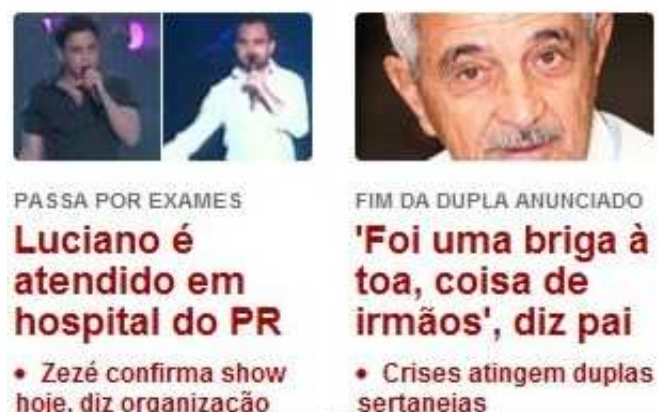 PASSA POR EXAMES
Luciano é
atendido em
hospital do PR
• Zezé confirma show
hoje, diz organização
FIM DA DUPLA ANUNCIADO
'Foi uma briga à
toa, coisa de
irmãos', diz pai
• Crises atingem duplas
sertanejas